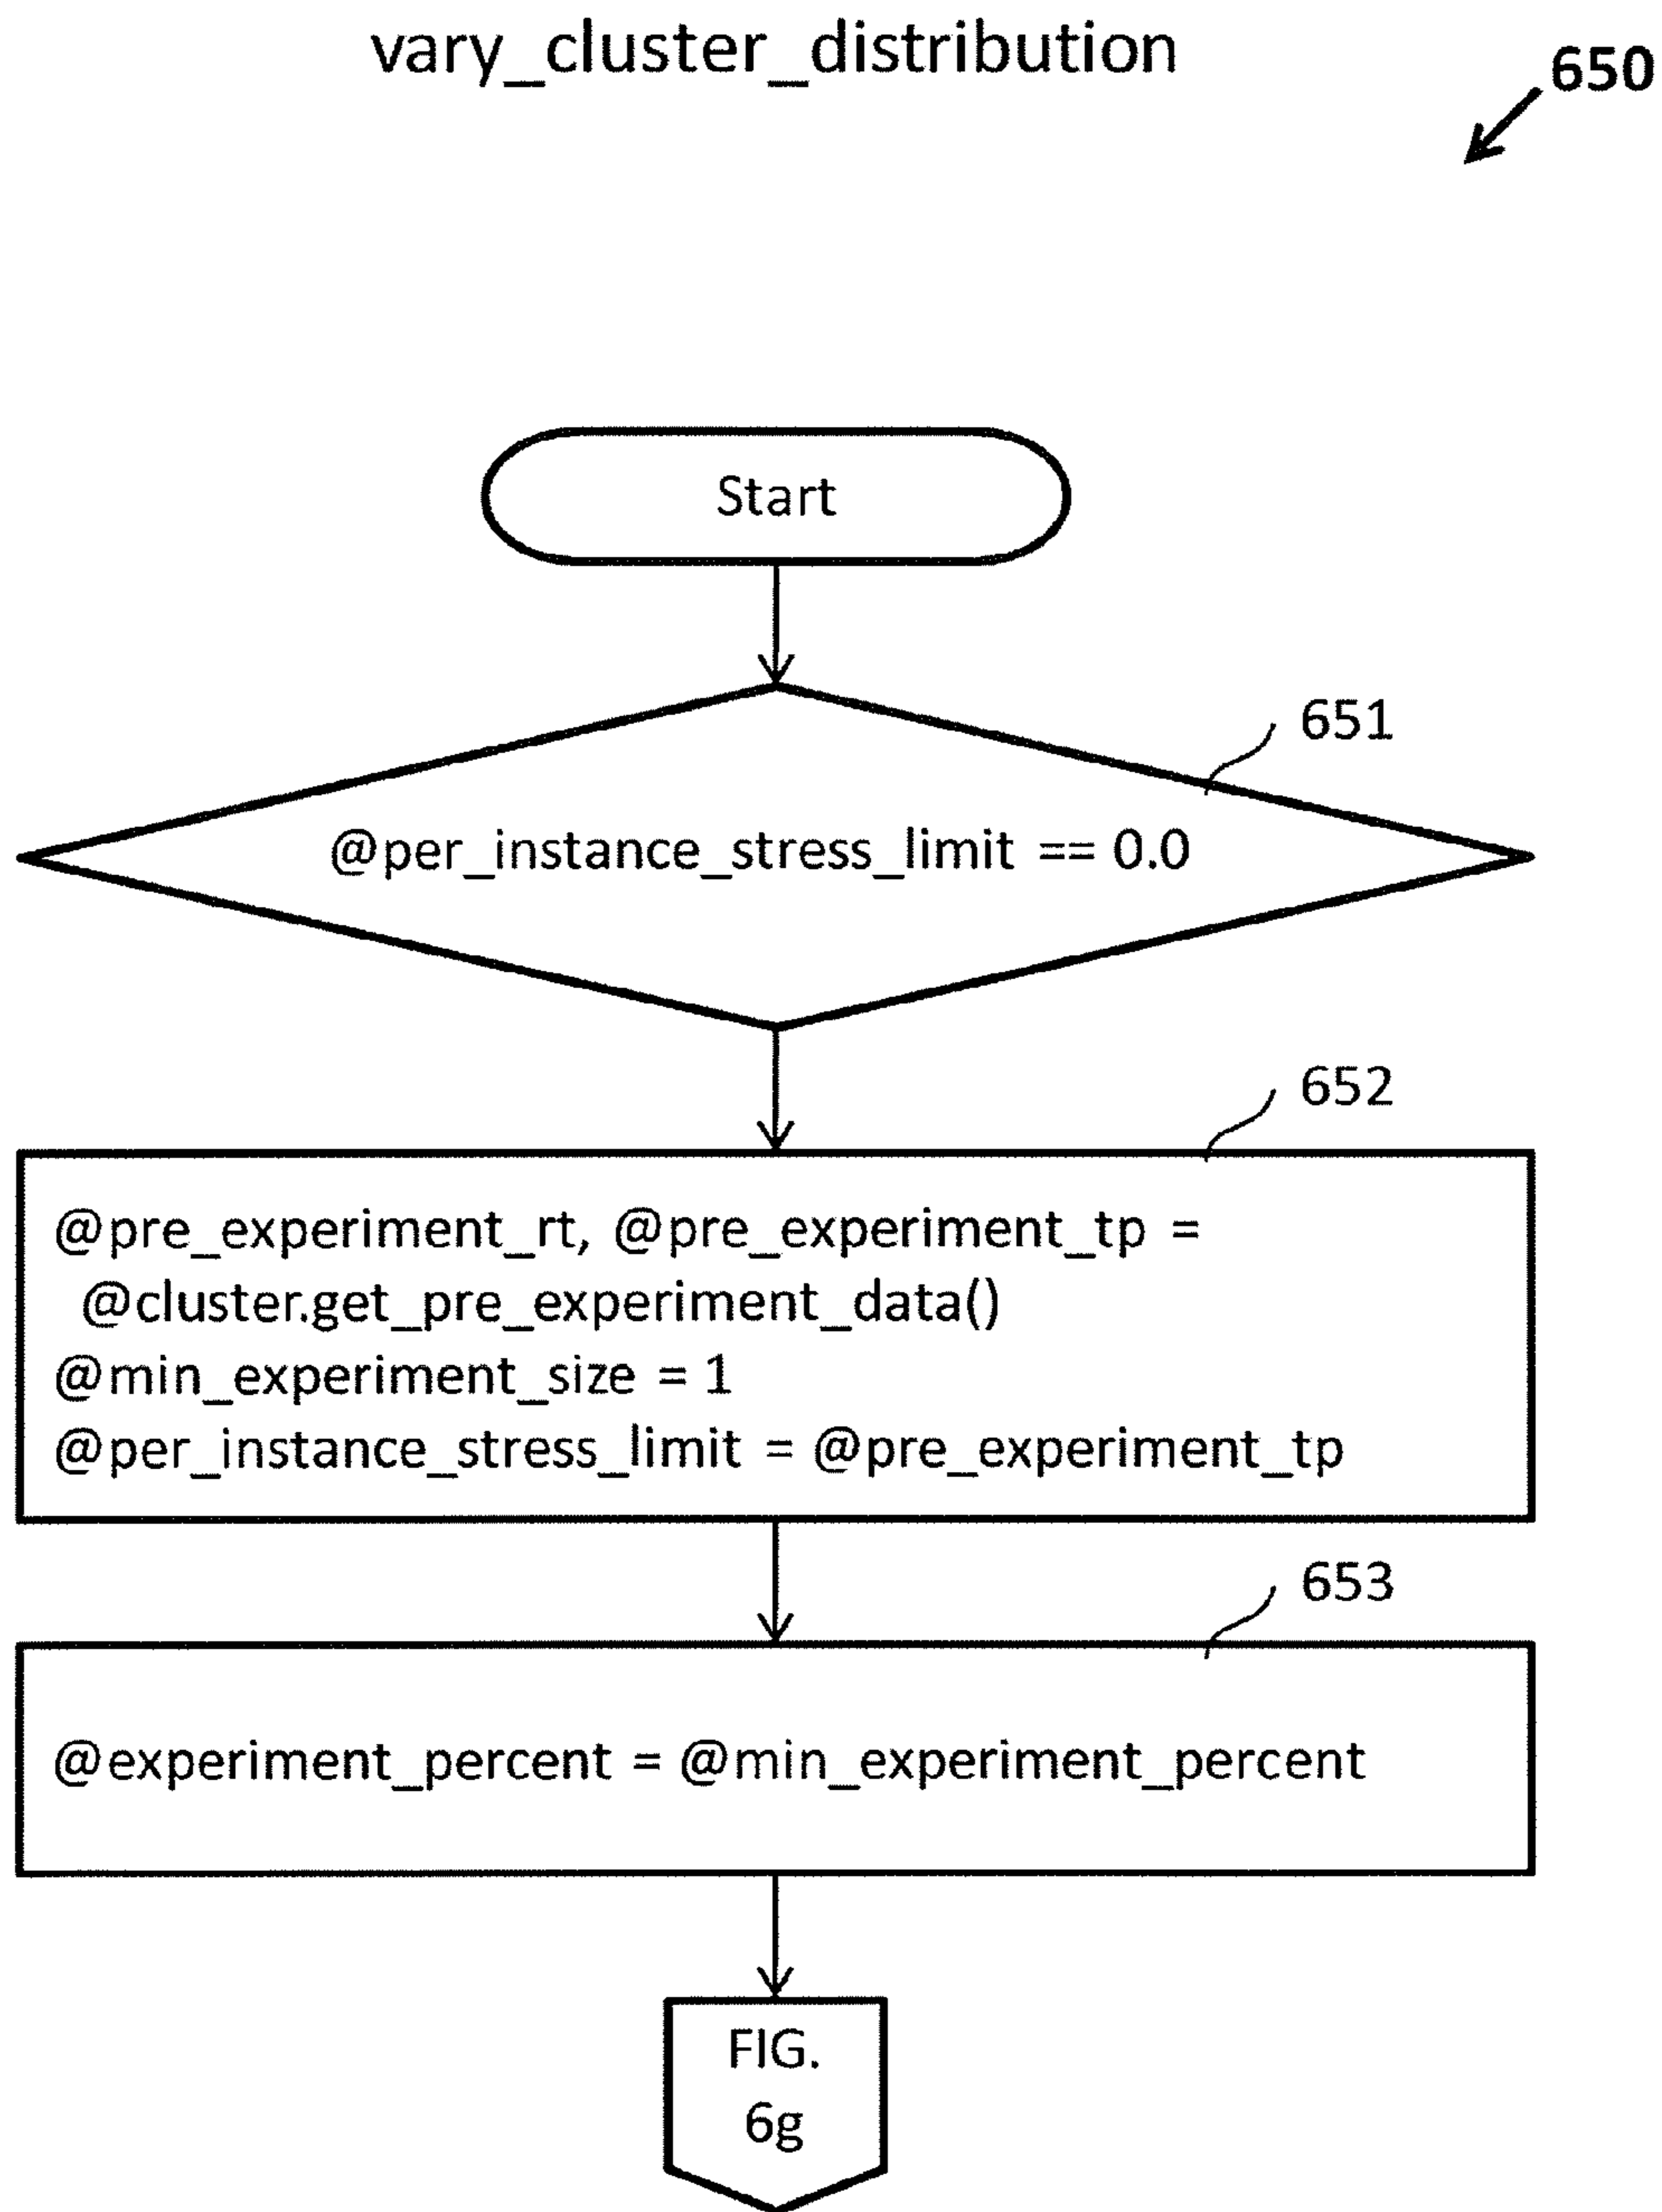 vary_cluster_distribution
650
Start
651
@per_instance_stress_limit == 0.0
652
@pre_experiment_rt, @pre_experiment_tp =
@cluster.get_pre_experiment_data()
@min_experiment_size = 1
@per_instance_stress_limit = @pre_experiment_tp
653
@experiment_percent = @min_experiment_percent
FIG.
6g